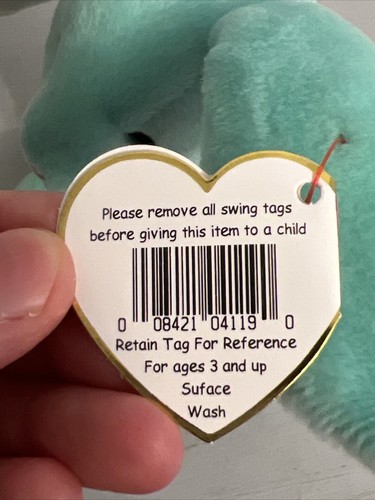 Please remove all swing tags
before giving this item to a child
0 08421 04119 0
Retain Tag For Reference
For ages 3 and up
Suface
Wash